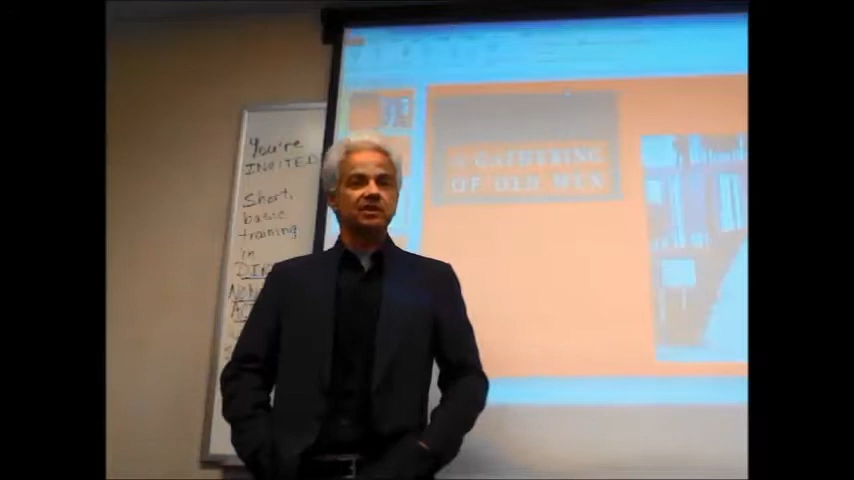 You're
INVITED
Short,
basic
training
in
A GATHERING
OF OLD MEN